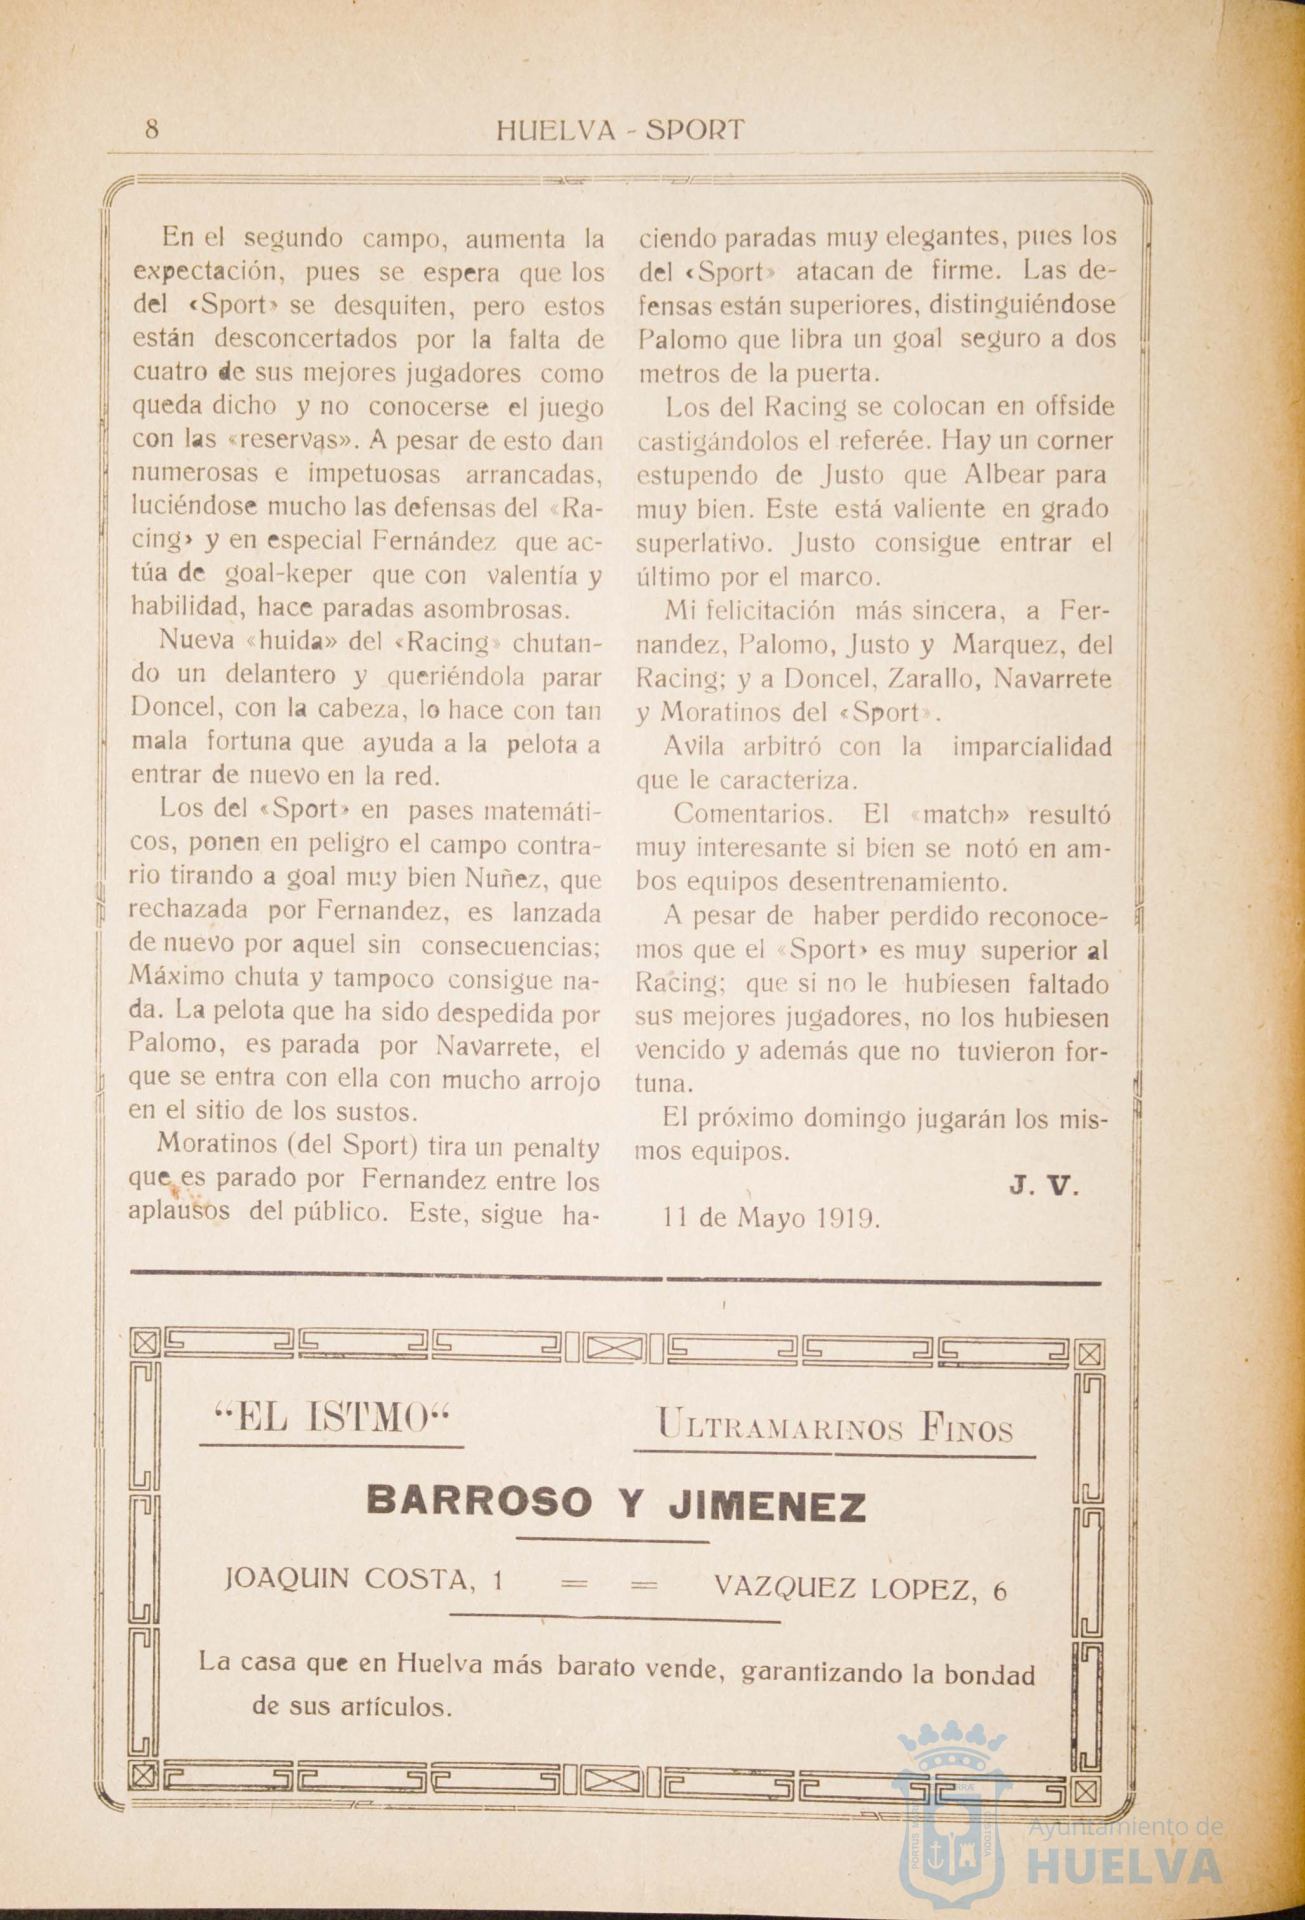 8
HUELVA - SPORT
En el segundo campo, aumenta la
expectación, pues se espera que los
del «Sport» se desquiten, pero estos
están desconcertados por la falta de
cuatro de sus mejores jugadores como
queda dicho y no conocerse el juego
con las «reservas». A pesar de esto dan
numerosas e impetuosas arrancadas,
luciéndose mucho las defensas del «Ra-
cing» y en especial Fernández que ac-
túa de goal-keper que con valentía y
habilidad, hace paradas asombrosas.
Nueva «huida» del «Racing» chutan-
do un delantero y queriéndola parar
Doncel, con la cabeza, lo hace con tan
mala fortuna que ayuda a la pelota a
entrar de nuevo en la red.
Los del «Sport» en pases matemáti-
cos, ponen en peligro el campo contra-
rio tirando a goal muy bien Nuñez, que
rechazada por Fernandez, es lanzada
de nuevo por aquel sin consecuencias;
Máximo chuta y tampoco consigue na-
da. La pelota que ha sido despedida por
Palomo, es parada por Navarrete, el
que se entra con ella con mucho arrojo
en el sitio de los sustos.
Moratinos (del Sport) tira un penalty
que es parado por Fernandez entre los
aplausos del público. Este, sigue ha-
ciendo paradas muy elegantes, pues los
del «Sport» atacan de firme. Las de-
fensas están superiores, distinguiéndose
Palomo que libra un goal seguro a dos
metros de la puerta.
Los del Racing se colocan en offside
castigándolos el referée. Hay un corner
estupendo de Justo que Albear para
muy bien. Este está valiente en grado
superlativo. Justo consigue entrar el
último por el marco.
Mi felicitación más sincera, a Fer-
nandez, Palomo, Justo y Marquez, del
Racing; y a Doncel, Zarallo, Navarrete
y Moratinos del «Sport».
Avila arbitró con la imparcialidad
que le caracteriza.
Comentarios. El «match» resultó
muy interesante si bien se notó en am-
bos equipos desentrenamiento.
A pesar de haber perdido reconoce-
mos que el «Sport» es muy superior al
Racing; que si no le hubiesen faltado
sus mejores jugadores, no los hubiesen
vencido y además que no tuvieron for-
tuna.
El próximo domingo jugarán los mis-
mos equipos.
J. V.
11 de Mayo 1919.
“EL ISTMO“
ULTRAMARINOS FINOS
BARROSO Y JIMENEZ
JOAQUIN COSTA, 1 = = VAZQUEZ LOPEZ, 6
La casa que en Huelva más barato vende, garantizando la bondad
de sus artículos.
PORTUS MARIS
CUSTODIA
Ayuntamiento de
HUELVA